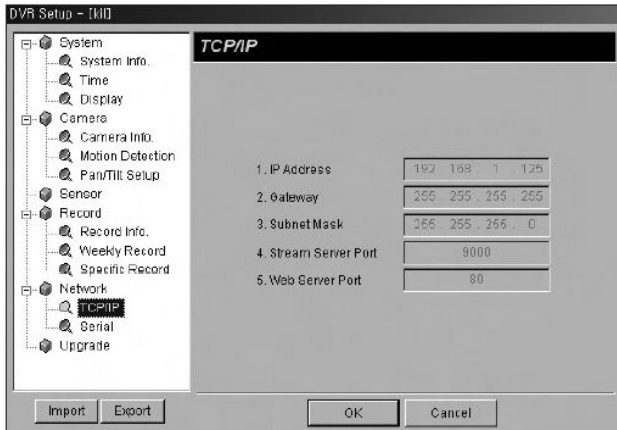 DVR Setup - [kil]
System
System Info.
Time
Display
Camera
Camera Info.
Motion Detection
Pan/Tilt Setup
Sensor
Record
Record Info.
Weekly Record
Specific Record
Network
TCP/IP
Serial
Upgrade
Import
Export
TCP/IP
1. IP Address
192 . 168 . 1 . 125
2. Gateway
255 . 255 . 255 . 255
3. Subnet Mask
255 . 255 . 255 . 0
4. Stream Server Port
9000
5. Web Server Port
80
OK
Cancel